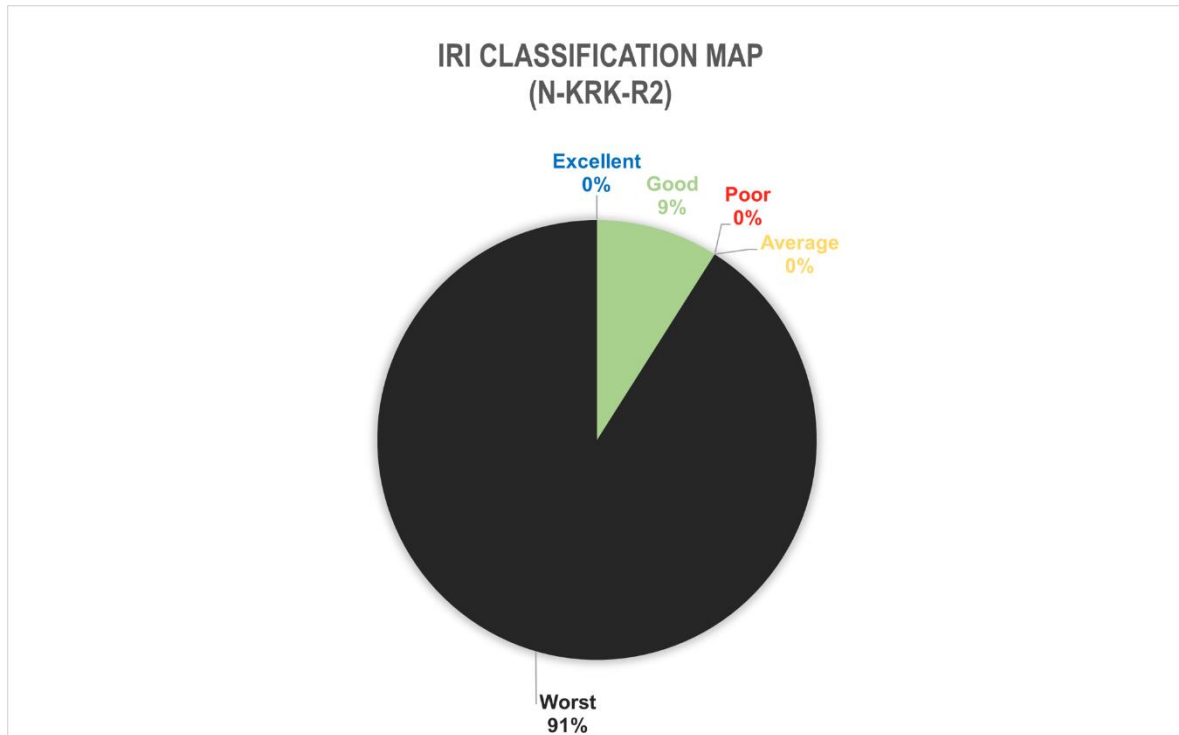 IRI CLASSIFICATION MAP
(N-KRK-R2)
Excellent
0%
Good
9%
Poor
0%
Average
0%
Worst
91%